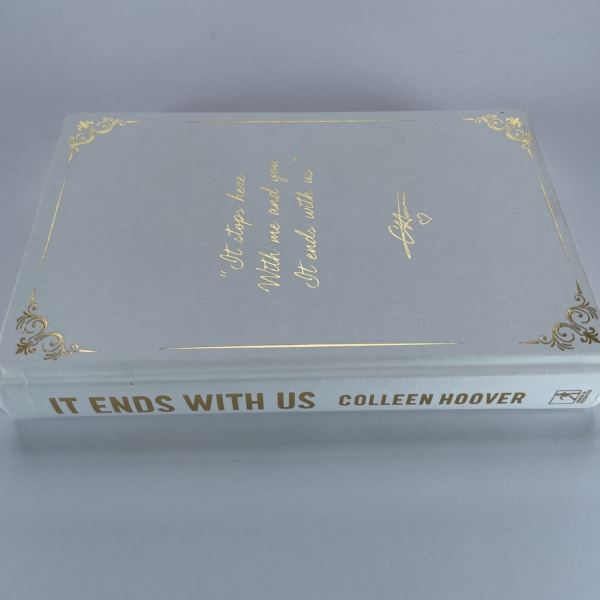 "It stops here
With me and you
It ends with us"
IT ENDS WITH US COLLEEN HOOVER